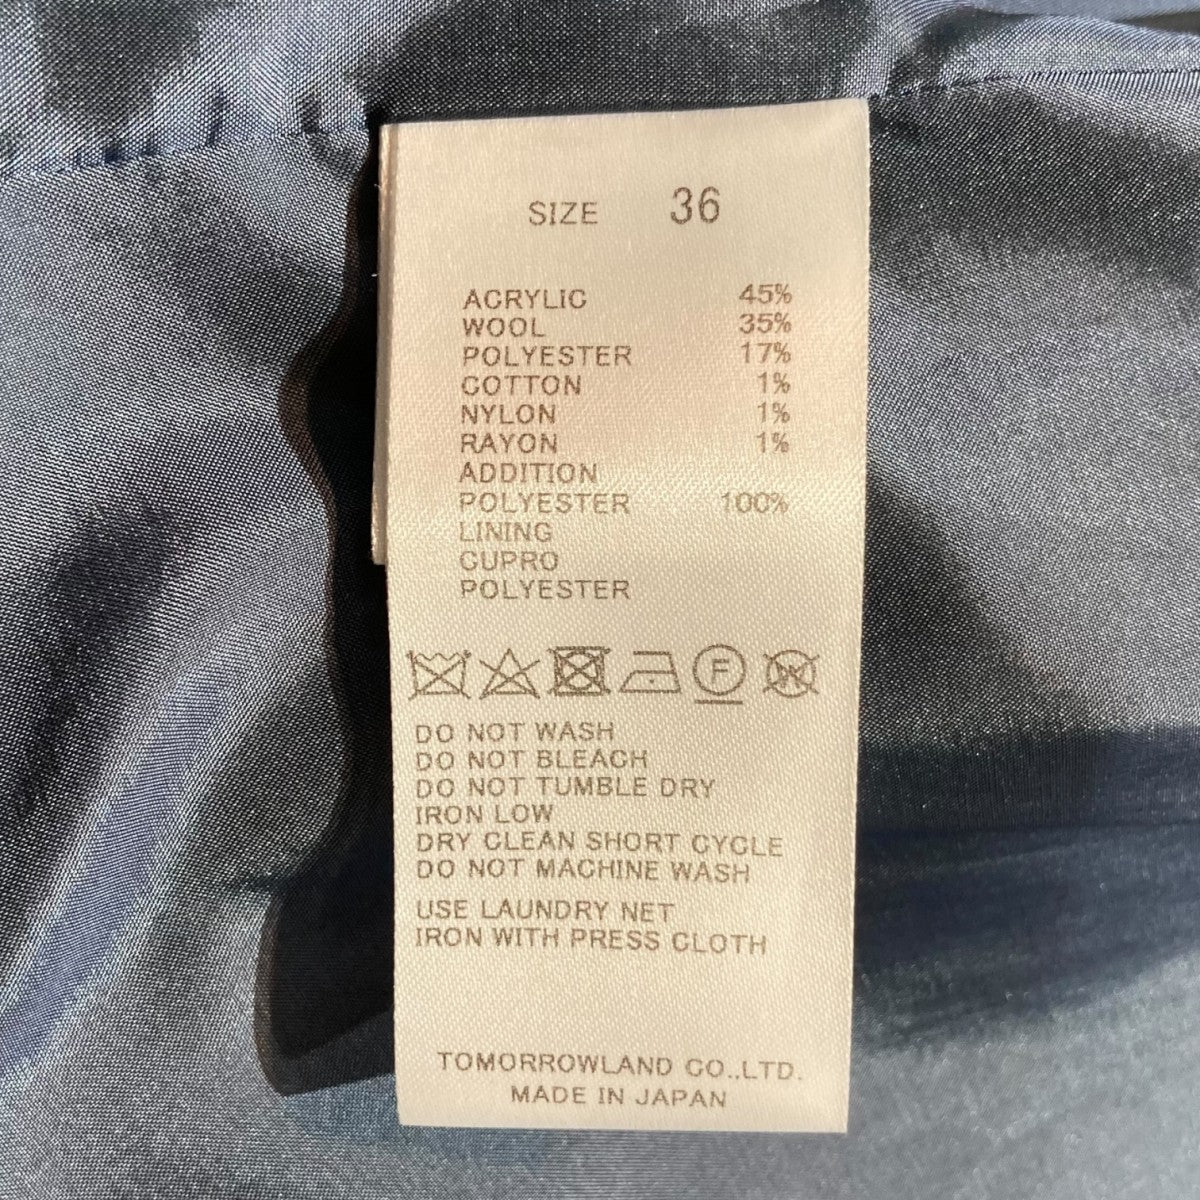 SIZE 36
ACRYLIC 45%
WOOL 35%
POLYESTER 17%
COTTON 1%
NYLON 1%
RAYON 1%
ADDITION
POLYESTER 100%
LINING
CUPRO
POLYESTER
F W
DO NOT WASH
DO NOT BLEACH
DO NOT TUMBLE DRY
IRON LOW
DRY CLEAN SHORT CYCLE
DO NOT MACHINE WASH
USE LAUNDRY NET
IRON WITH PRESS CLOTH
TOMORROWLAND CO.,LTD.
MADE IN JAPAN